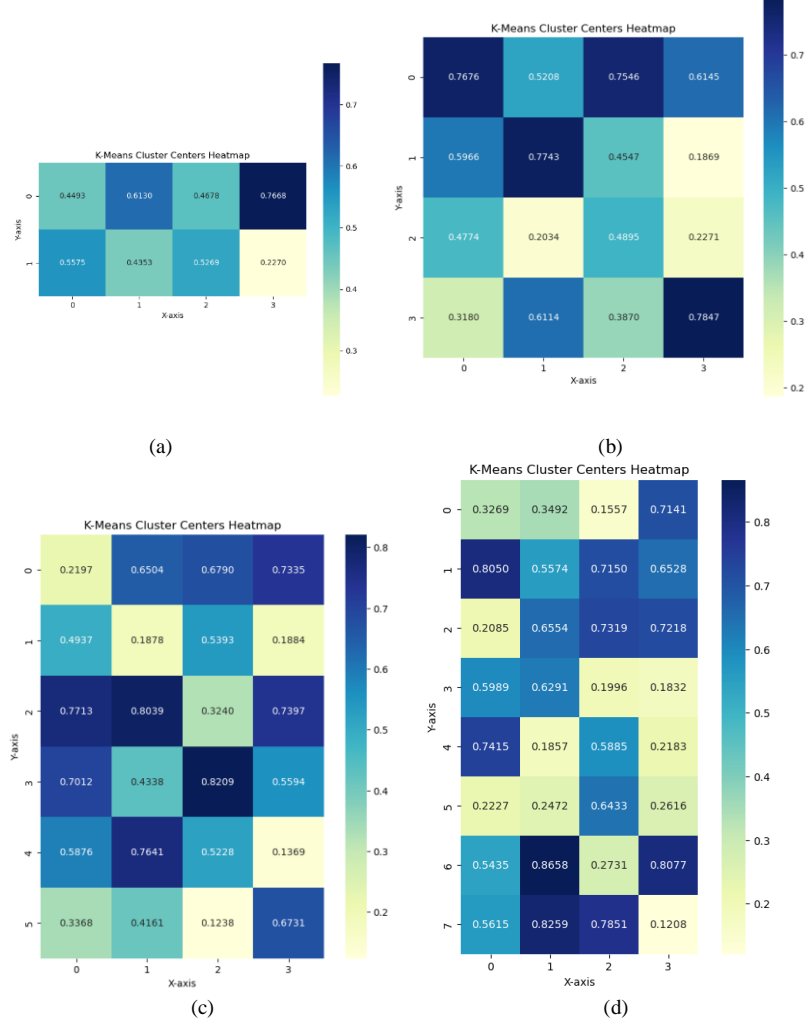 K-Means Cluster Centers Heatmap
0.4493 0.6130 0.4678 0.7668
0.5575 0.4353 0.5269 0.2270
0 1
Y-axis
0 1 2 3
X-axis
0.7
0.6
0.5
0.4
0.3
(a)
K-Means Cluster Centers Heatmap
0.7676 0.5208 0.7546 0.6145
0.5966 0.7743 0.4547 0.1869
0.4774 0.2034 0.4895 0.2271
0.3180 0.6114 0.3870 0.7847
0 1 2 3
Y-axis
0 1 2 3
X-axis
0.7
0.6
0.5
0.4
0.3
0.2
(b)
K-Means Cluster Centers Heatmap
0.2197 0.6504 0.6790 0.7335
0.4937 0.1878 0.5393 0.1884
0.7713 0.8039 0.3240 0.7397
0.7012 0.4338 0.8209 0.5594
0.5876 0.7641 0.5228 0.1369
0.3368 0.4161 0.1238 0.6731
0 1 2 3 4 5
Y-axis
0 1 2 3
X-axis
0.8
0.7
0.6
0.5
0.4
0.3
0.2
(c)
K-Means Cluster Centers Heatmap
0.3269 0.3492 0.1557 0.7141
0.8050 0.5574 0.7150 0.6528
0.2085 0.6554 0.7319 0.7218
0.5989 0.6291 0.1996 0.1832
0.7415 0.1857 0.5885 0.2183
0.2227 0.2472 0.6433 0.2616
0.5435 0.8658 0.2731 0.8077
0.5615 0.8259 0.7851 0.1208
0 1 2 3 4 5 6 7
Y-axis
0 1 2 3
X-axis
0.8
0.7
0.6
0.5
0.4
0.3
0.2
(d)